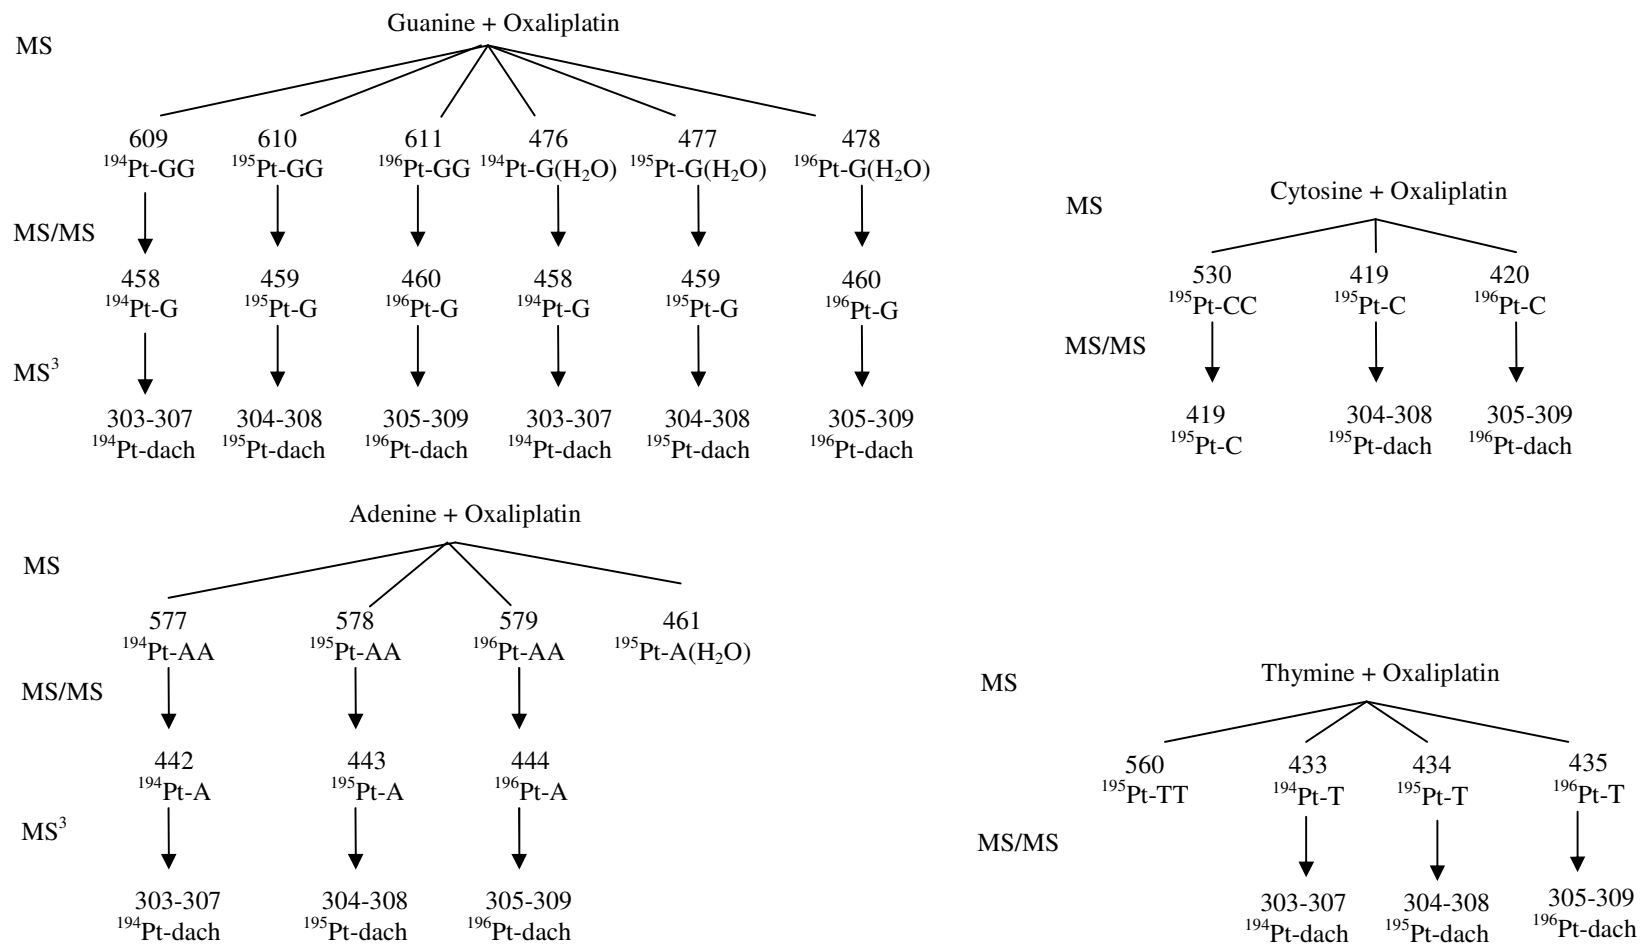 Guanine + Oxaliplatin
MS
609 610 611 476 477 478
¹⁹⁴Pt-GG ¹⁹⁵Pt-GG ¹⁹⁶Pt-GG ¹⁹⁴Pt-G(H₂O) ¹⁹⁵Pt-G(H₂O) ¹⁹⁶Pt-G(H₂O)
MS/MS
458 459 460 458 459 460
¹⁹⁴Pt-G ¹⁹⁵Pt-G ¹⁹⁶Pt-G ¹⁹⁴Pt-G ¹⁹⁵Pt-G ¹⁹⁶Pt-G
MS³
303-307 304-308 305-309 303-307 304-308 305-309
¹⁹⁴Pt-dach ¹⁹⁵Pt-dach ¹⁹⁶Pt-dach ¹⁹⁴Pt-dach ¹⁹⁵Pt-dach ¹⁹⁶Pt-dach
Cytosine + Oxaliplatin
MS
530 419 420
¹⁹⁵Pt-CC ¹⁹⁵Pt-C ¹⁹⁶Pt-C
MS/MS
419 304-308 305-309
¹⁹⁵Pt-C ¹⁹⁵Pt-dach ¹⁹⁶Pt-dach
Adenine + Oxaliplatin
MS
577 578 579 461
¹⁹⁴Pt-AA ¹⁹⁵Pt-AA ¹⁹⁶Pt-AA ¹⁹⁵Pt-A(H₂O)
MS/MS
442 443 444
¹⁹⁴Pt-A ¹⁹⁵Pt-A ¹⁹⁶Pt-A
MS³
303-307 304-308 305-309
¹⁹⁴Pt-dach ¹⁹⁵Pt-dach ¹⁹⁶Pt-dach
Thymine + Oxaliplatin
MS
560 433 434 435
¹⁹⁵Pt-TT ¹⁹⁴Pt-T ¹⁹⁵Pt-T ¹⁹⁶Pt-T
MS/MS
303-307 304-308 305-309
¹⁹⁴Pt-dach ¹⁹⁵Pt-dach ¹⁹⁶Pt-dach